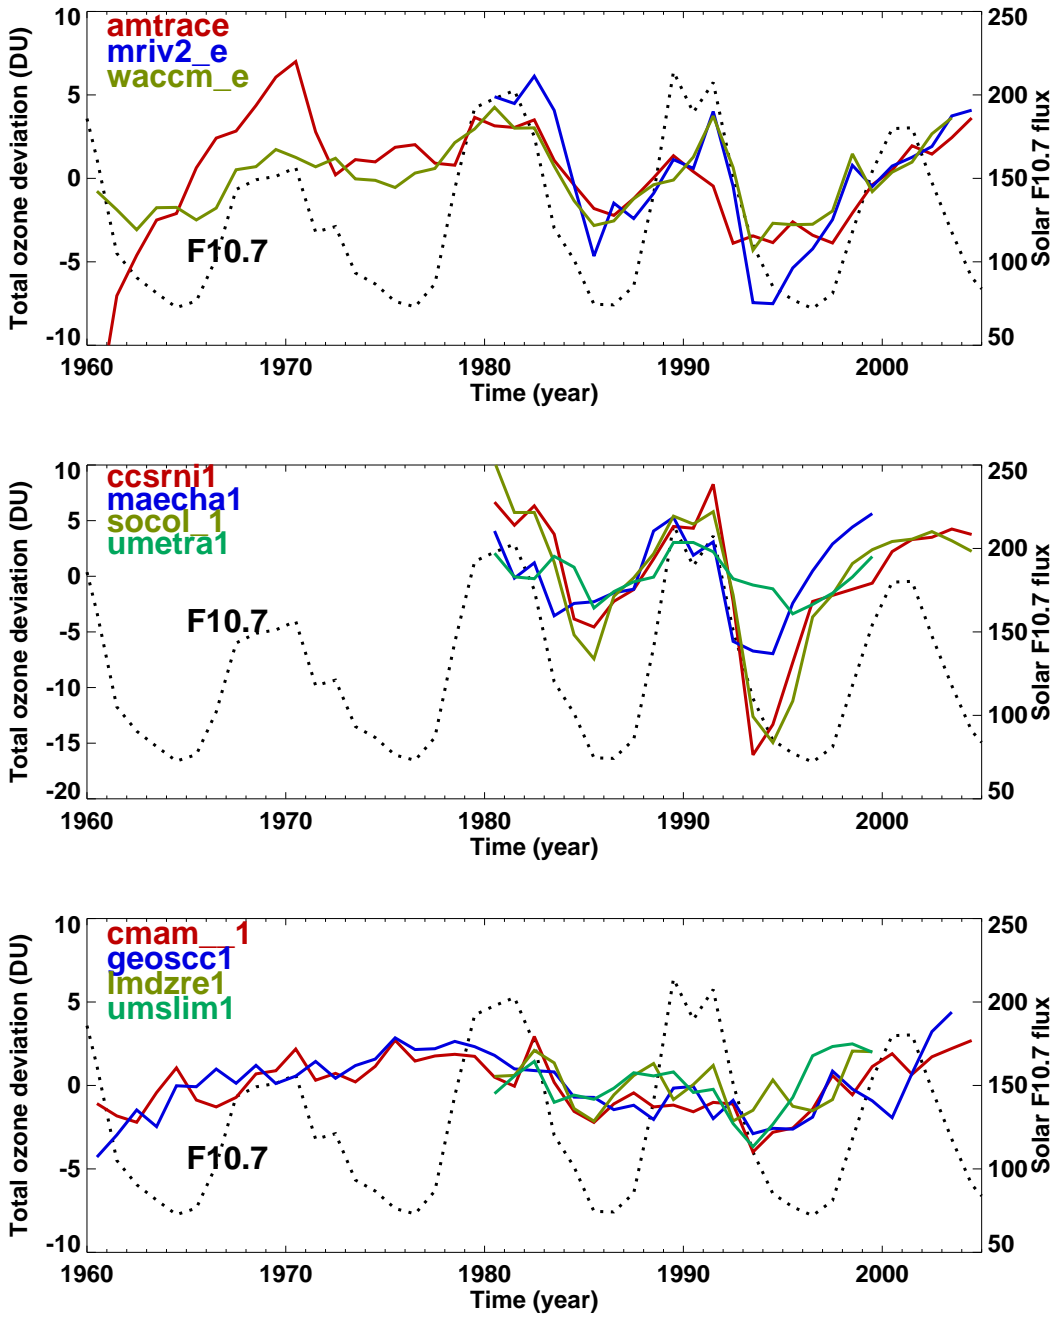 10
5
0
-5
-10
Total ozone deviation (DU)
amtrace
mriv2_e
waccm_e
F10.7
250
200
150
100
50
Solar F10.7 flux
1960 1970 1980 1990 2000
Time (year)
10
5
0
-5
-10
-15
-20
Total ozone deviation (DU)
ccsrni1
maecha1
socol_1
umetra1
F10.7
250
200
150
100
50
Solar F10.7 flux
1960 1970 1980 1990 2000
Time (year)
10
5
0
-5
-10
Total ozone deviation (DU)
cmam__1
geoscc1
lmdzre1
umslim1
F10.7
250
200
150
100
50
Solar F10.7 flux
1960 1970 1980 1990 2000
Time (year)